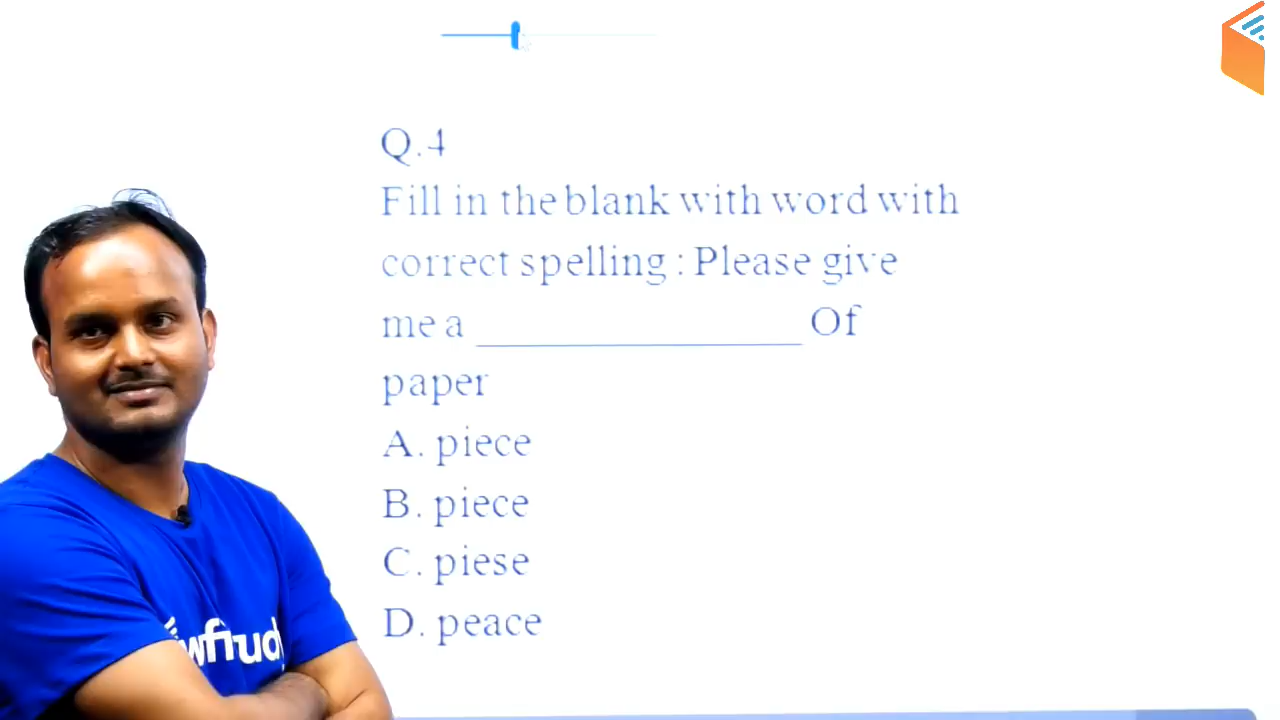 Q.4
Fill in the blank with word with
correct spelling : Please give
me a ______________ Of
paper
A. piece
B. piece
C. piese
D. peace